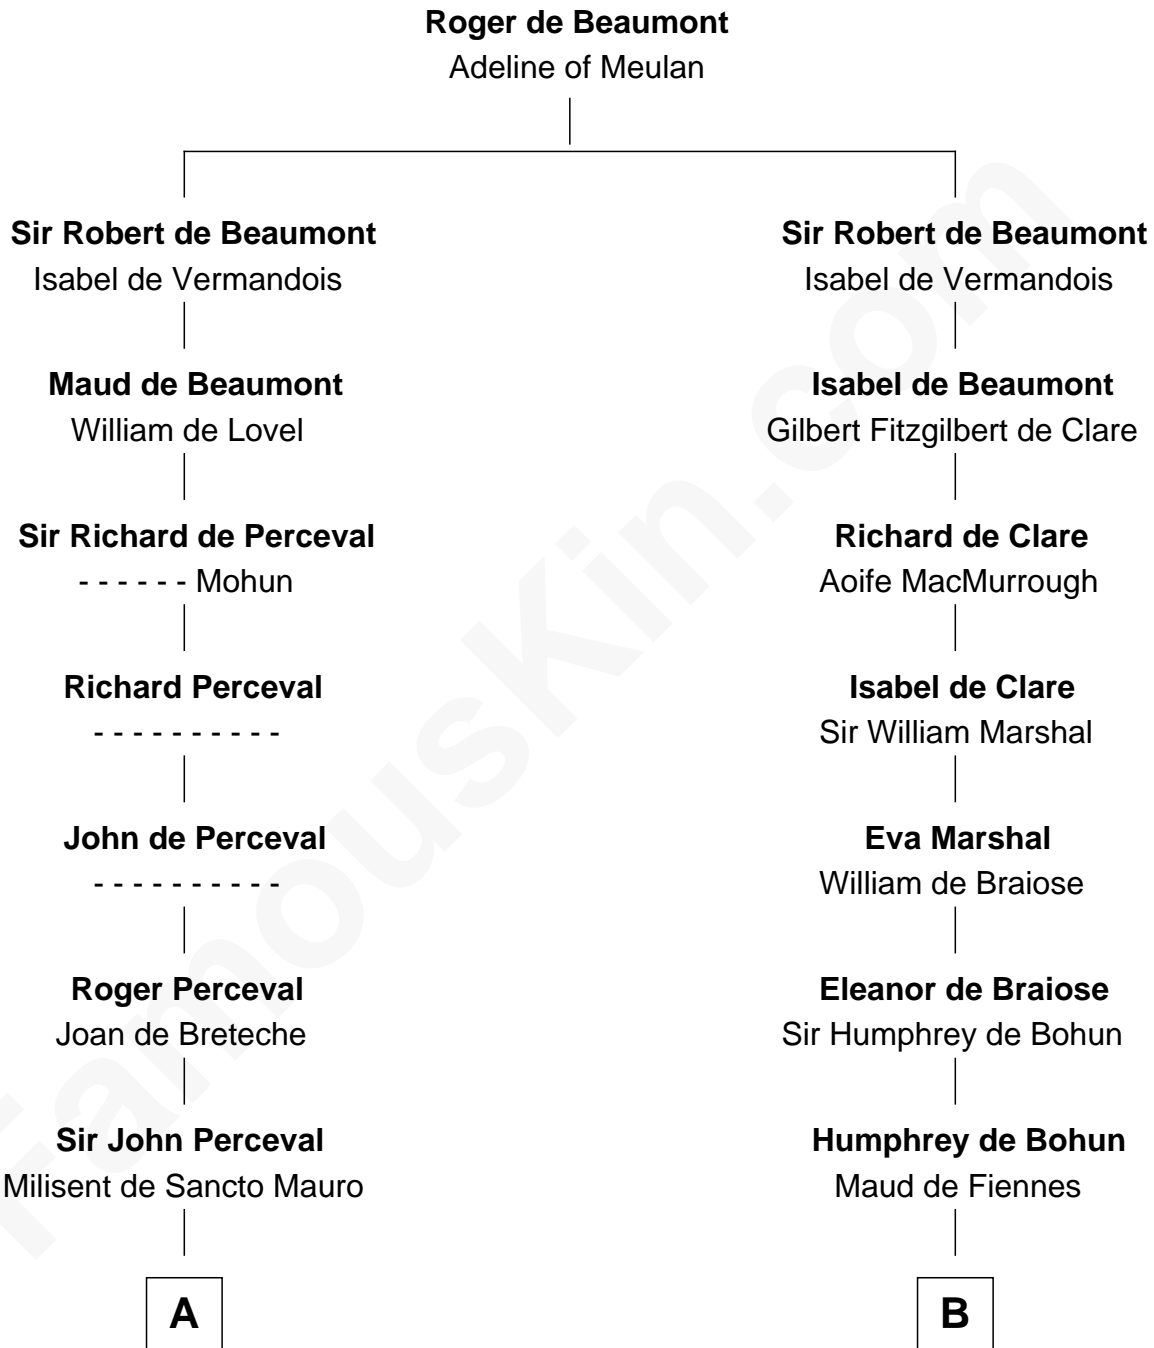 Roger de Beaumont
Adeline of Meulan
Sir Robert de Beaumont
Isabel de Vermandois
Maud de Beaumont
William de Lovel
Sir Richard de Perceval
- - - - - - Mohun
Richard Perceval
- - - - - - - - - -
John de Perceval
- - - - - - - - - -
Roger Perceval
Joan de Breteche
Sir John Perceval
Milisent de Sancto Mauro
A
Sir Robert de Beaumont
Isabel de Vermandois
Isabel de Beaumont
Gilbert Fitzgilbert de Clare
Richard de Clare
Aoife MacMurrough
Isabel de Clare
Sir William Marshal
Eva Marshal
William de Braiose
Eleanor de Braiose
Sir Humphrey de Bohun
Humphrey de Bohun
Maud de Fiennes
B
FamousKin.com